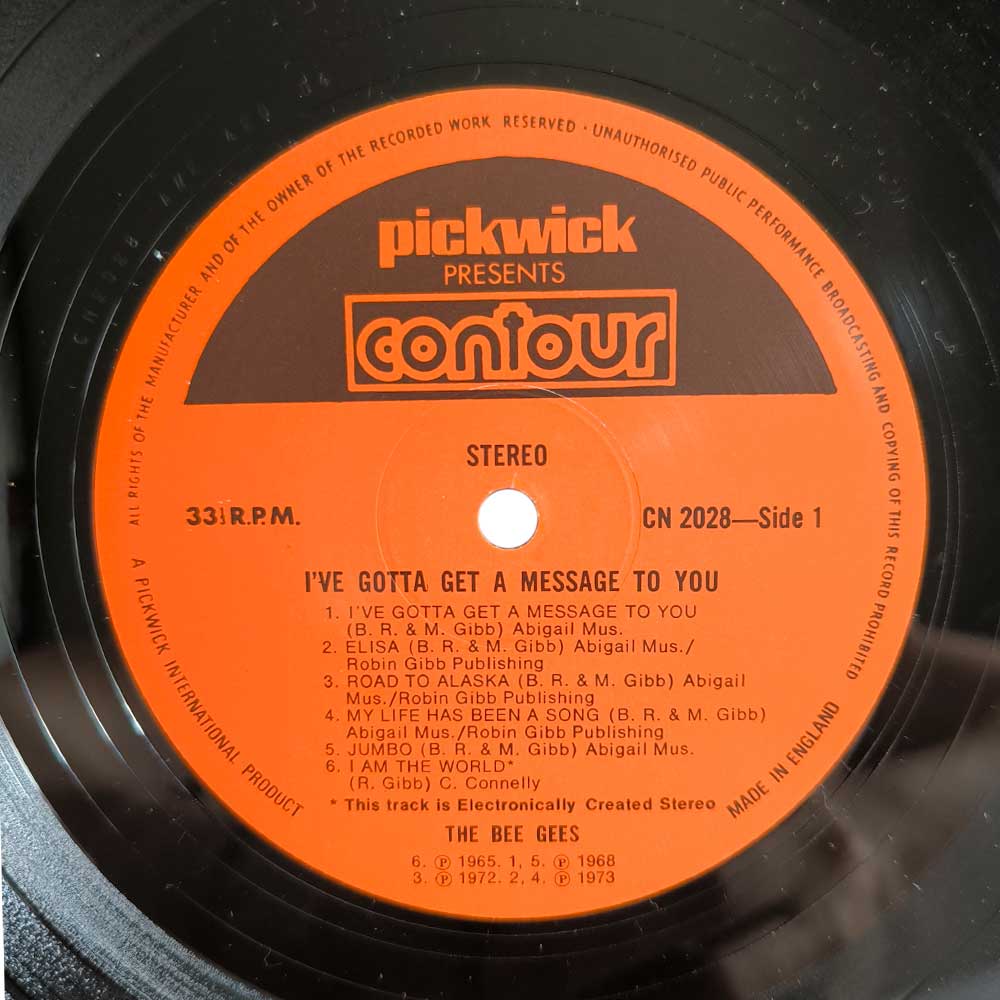 ALL RIGHTS OF THE MANUFACTURER AND OF THE OWNER OF THE RECORDED WORK RESERVED · UNAUTHORISED PUBLIC PERFORMANCE BROADCASTING AND COPYING OF THIS RECORD PROHIBITED
pickwick
PRESENTS
contour
STEREO
33⅓ R.P.M.
CN 2028—Side 1
I'VE GOTTA GET A MESSAGE TO YOU
1. I'VE GOTTA GET A MESSAGE TO YOU
(B. R. & M. Gibb) Abigail Mus.
2. ELISA (B. R. & M. Gibb) Abigail Mus./
Robin Gibb Publishing
3. ROAD TO ALASKA (B. R. & M. Gibb) Abigail
Mus./Robin Gibb Publishing
4. MY LIFE HAS BEEN A SONG (B. R. & M. Gibb)
Abigail Mus./Robin Gibb Publishing
5. JUMBO (B. R. & M. Gibb) Abigail Mus.
6. I AM THE WORLD*
(R. Gibb) C. Connelly
* This track is Electronically Created Stereo
THE BEE GEES
6. ℗ 1965. 1, 5. ℗ 1968
3. ℗ 1972. 2, 4. ℗ 1973
A PICKWICK INTERNATIONAL PRODUCT
MADE IN ENGLAND